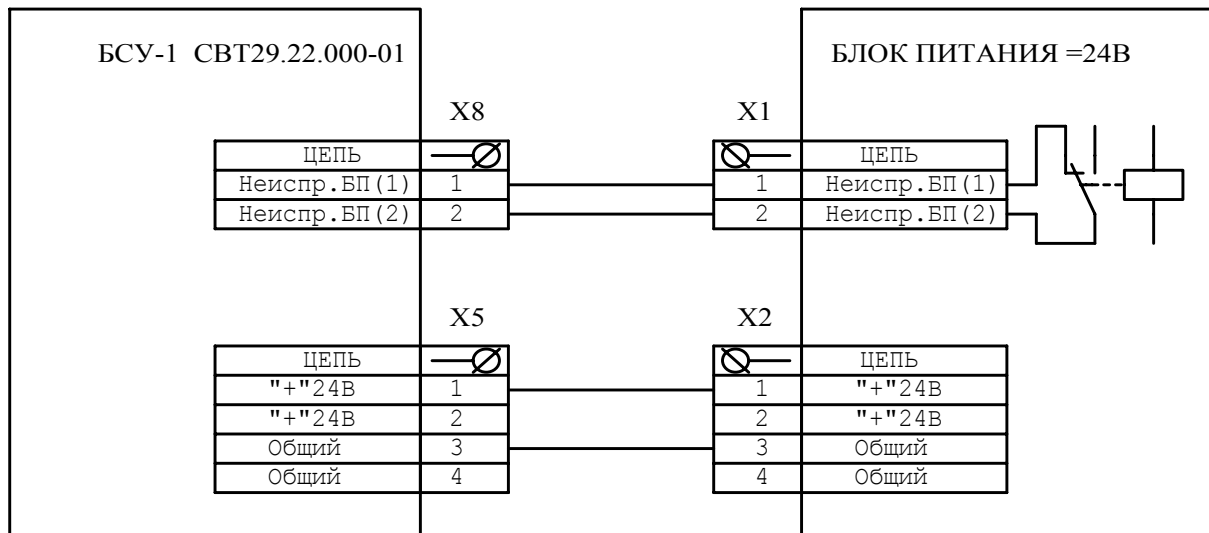 БСУ-1 СВТ29.22.000-01
БЛОК ПИТАНИЯ =24В
X8
X1
ЦЕПЬ
ЦЕПЬ
Неиспр.БП(1) 1
1 Неиспр.БП(1)
Неиспр.БП(2) 2
2 Неиспр.БП(2)
X5
X2
ЦЕПЬ
ЦЕПЬ
"+"24В 1
1 "+"24В
"+"24В 2
2 "+"24В
Общий 3
3 Общий
Общий 4
4 Общий